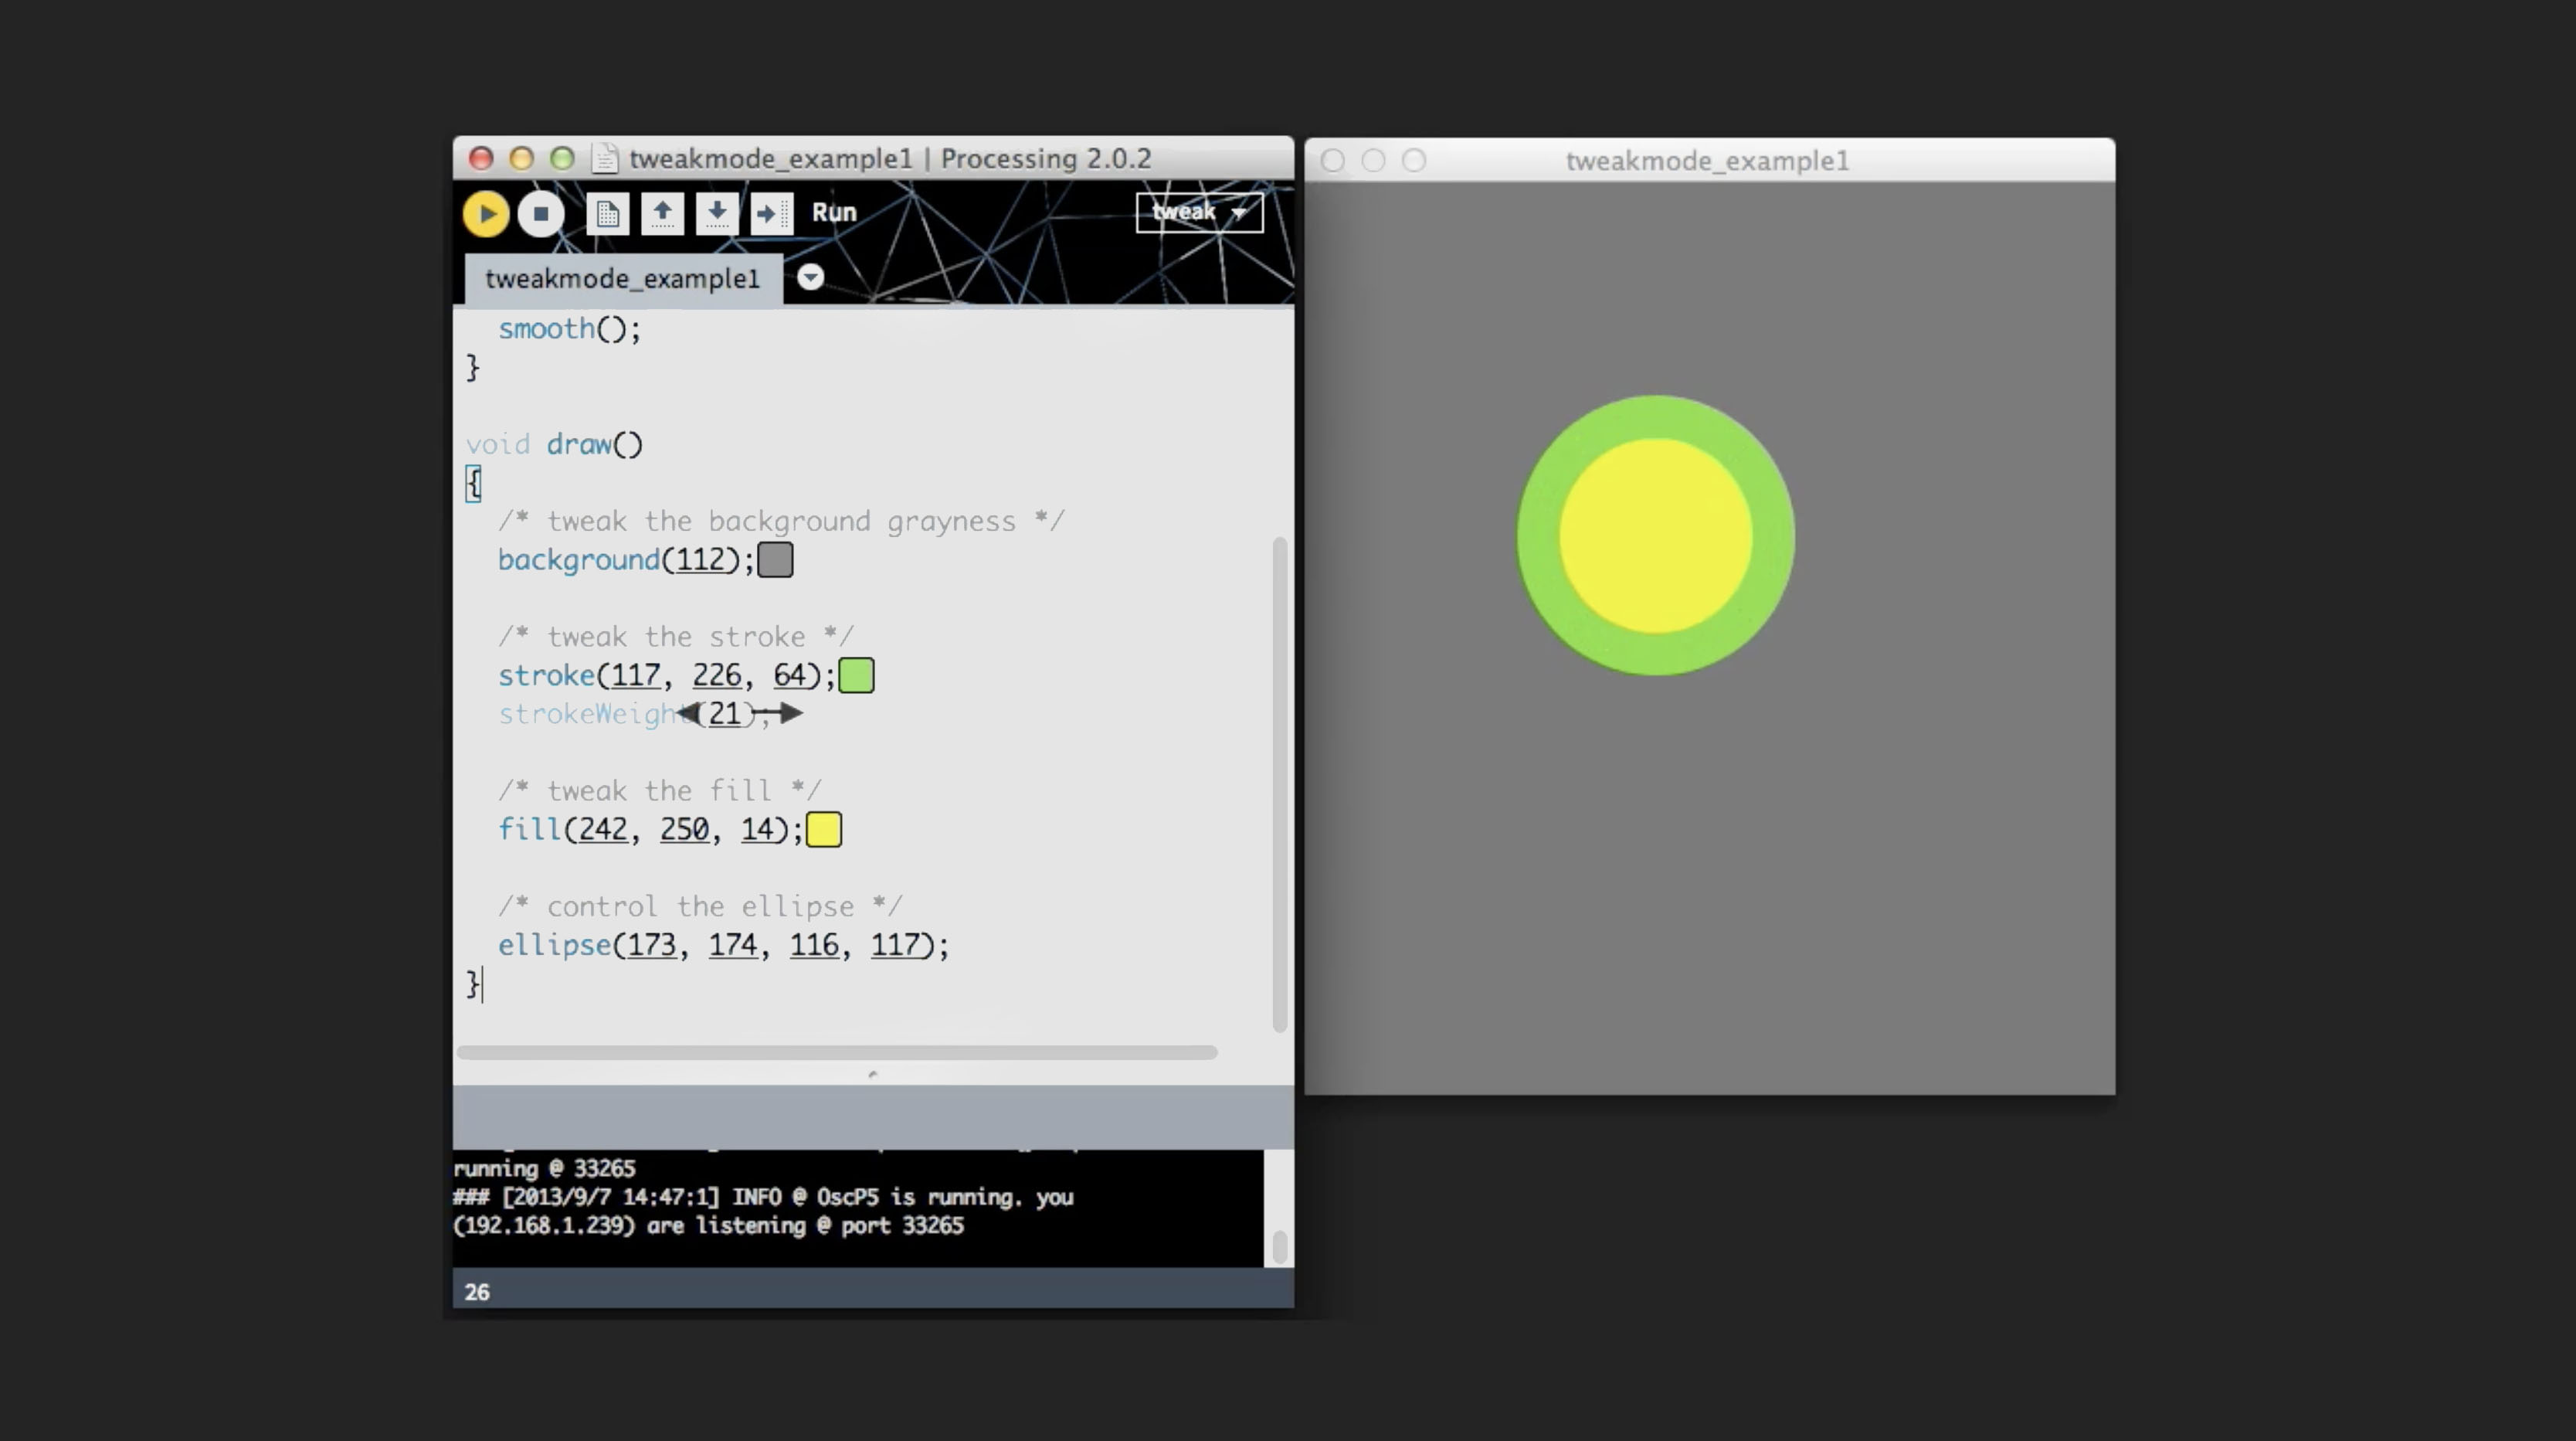 tweakmode_example1 | Processing 2.0.2
Run
tweak
tweakmode_example1
smooth();
}
void draw()
{
/* tweak the background grayness */
background(112);
/* tweak the stroke */
stroke(117, 226, 64);
strokeWeight(21);
/* tweak the fill */
fill(242, 250, 14);
/* control the ellipse */
ellipse(173, 174, 116, 117);
}
running @ 33265
### [2013/9/7 14:47:1] INFO @ OscP5 is running. you
(192.168.1.239) are listening @ port 33265
26
tweakmode_example1